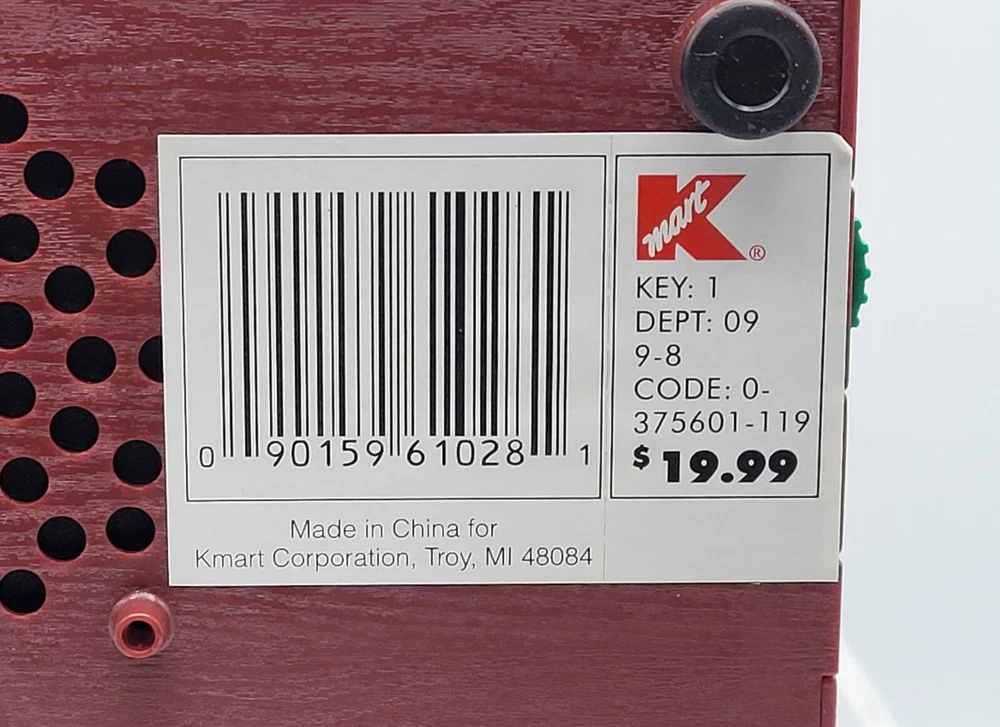 0 90159 61028 1
Made in China for
Kmart Corporation, Troy, MI 48084
Kmart®
KEY: 1
DEPT: 09
9-8
CODE: 0-
375601-119
$19.99